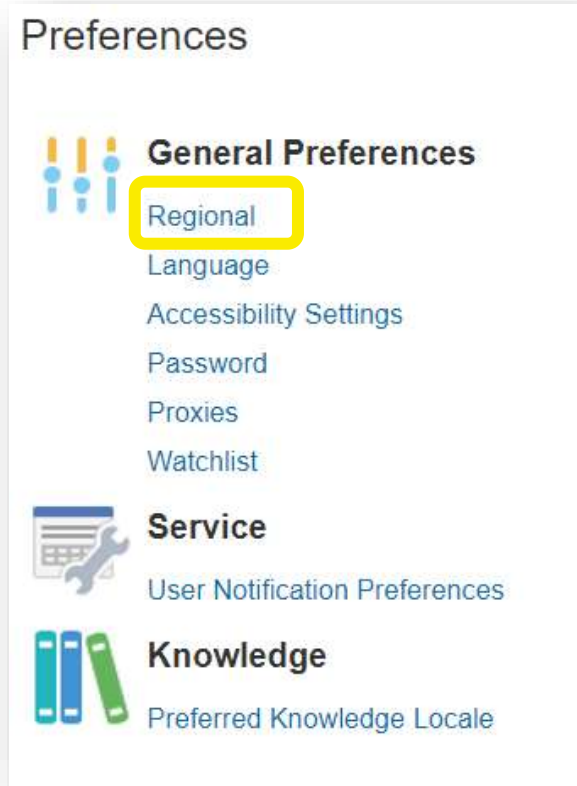 Preferences
General Preferences
Regional
Language
Accessibility Settings
Password
Proxies
Watchlist
Service
User Notification Preferences
Knowledge
Preferred Knowledge Locale